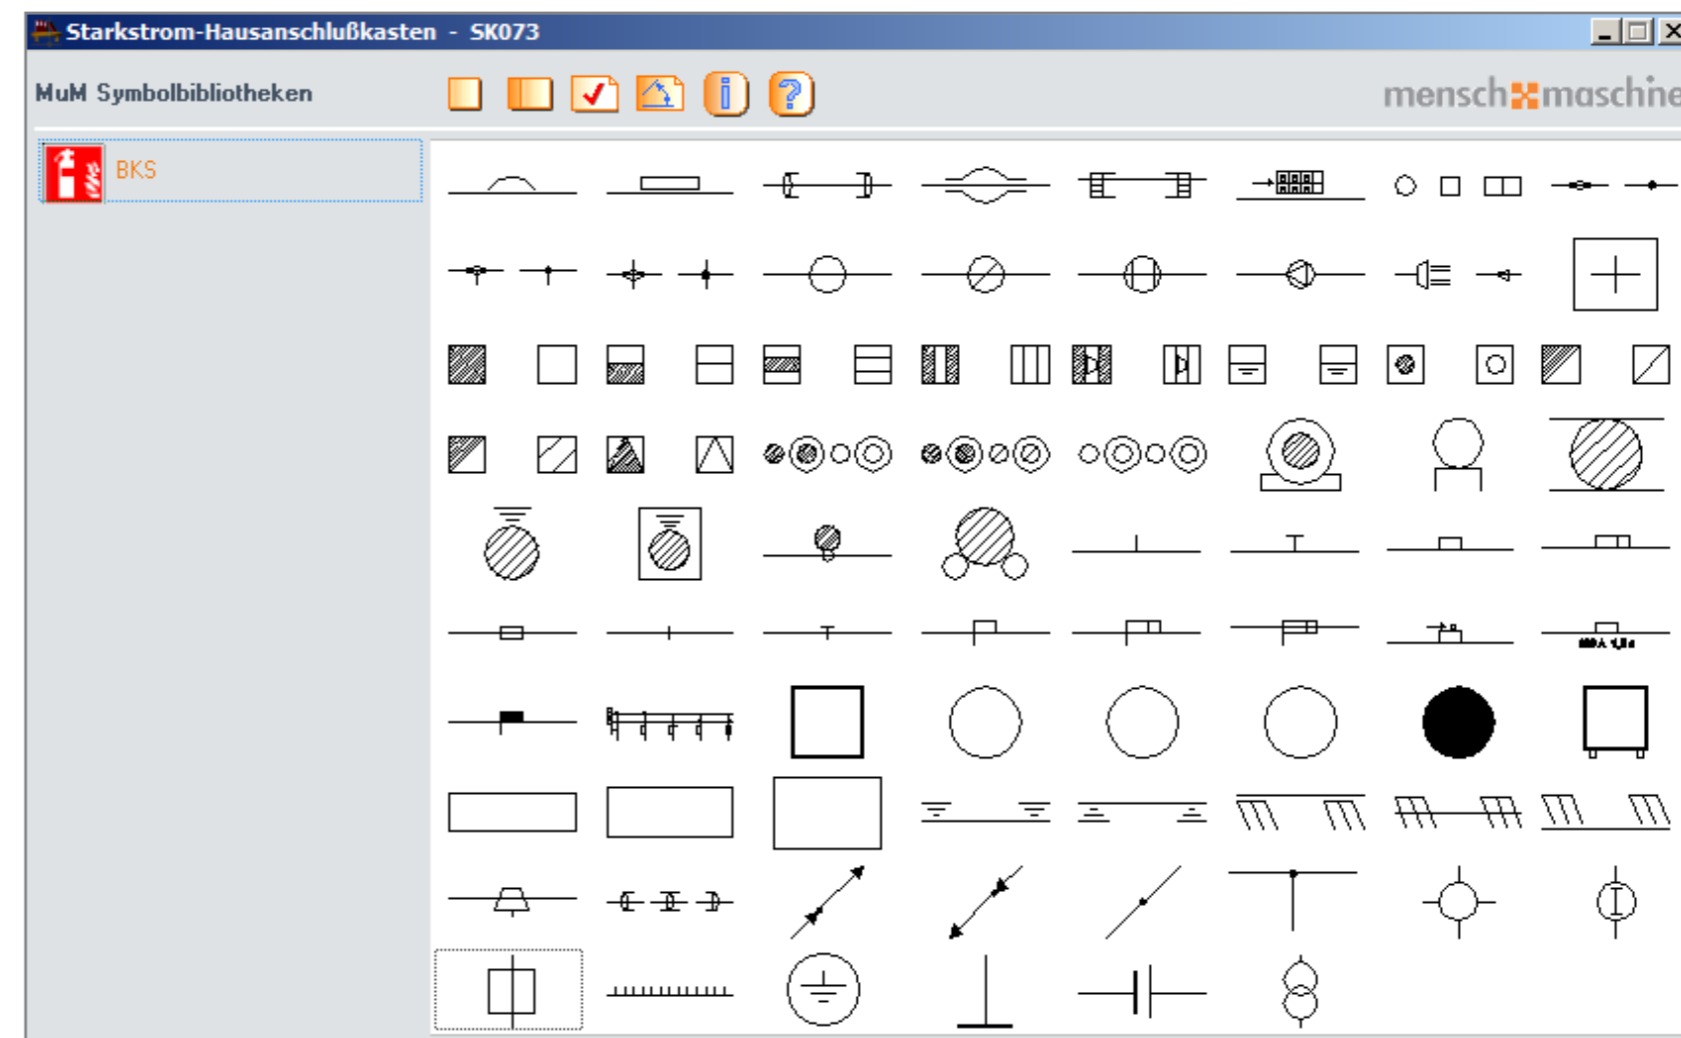 Starkstrom-Hausanschlußkasten - SK073
MuM Symbolbibliotheken
mensch maschine
BKS